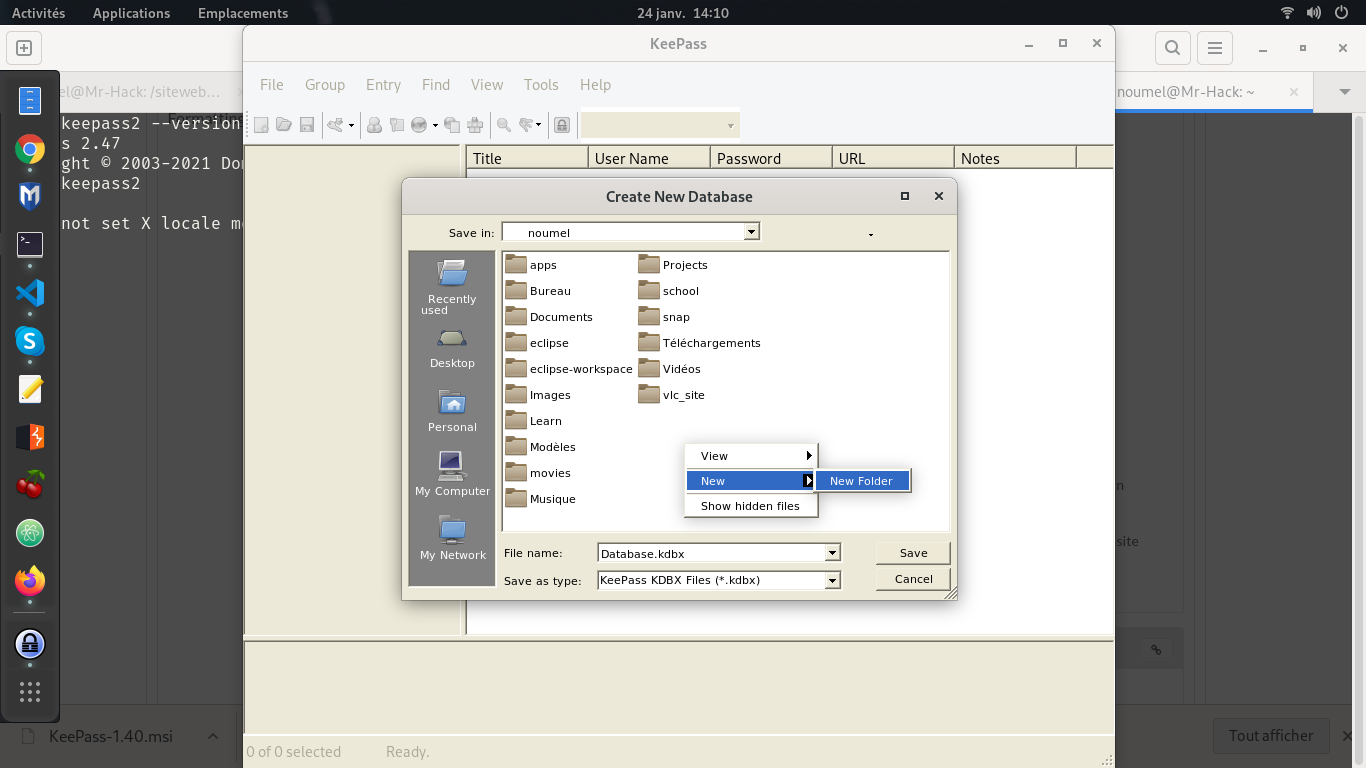 Activités Applications Emplacements 24 janv. 14:10
KeePass
File Group Entry Find View Tools Help
el@Mr-Hack: /siteweb...
noumel@Mr-Hack: ~
keepass2 --version
s 2.47
ght © 2003-2021 Do
keepass2
not set X locale m
Title User Name Password URL Notes
Create New Database
Save in: noumel
Recently used
Desktop
Personal
My Computer
My Network
apps
Bureau
Documents
eclipse
eclipse-workspace
Images
Learn
Modèles
movies
Musique
Projects
school
snap
Téléchargements
Vidéos
vlc_site
View
New
Show hidden files
New Folder
File name: Database.kdbx
Save
Save as type: KeePass KDBX Files (*.kdbx)
Cancel
n
site
0 of 0 selected Ready.
KeePass-1.40.msi
Tout afficher